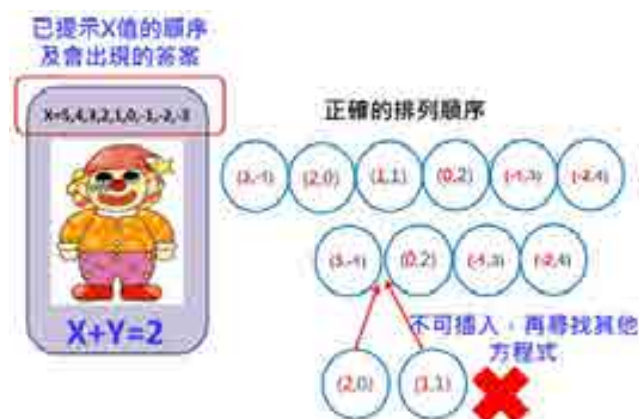 已提示X值的順序
及會出現的答案
X=5,4,3,2,1,0,-1,-2,-3
X+Y=2
正確的排列順序
(3,-1) (2,0) (1,1) (0,2) (-1,3) (-2,4)
(3,-1) (0,2) (-1,3) (-2,4)
不可插入,再尋找其他
方程式
(2,0) (1,1)